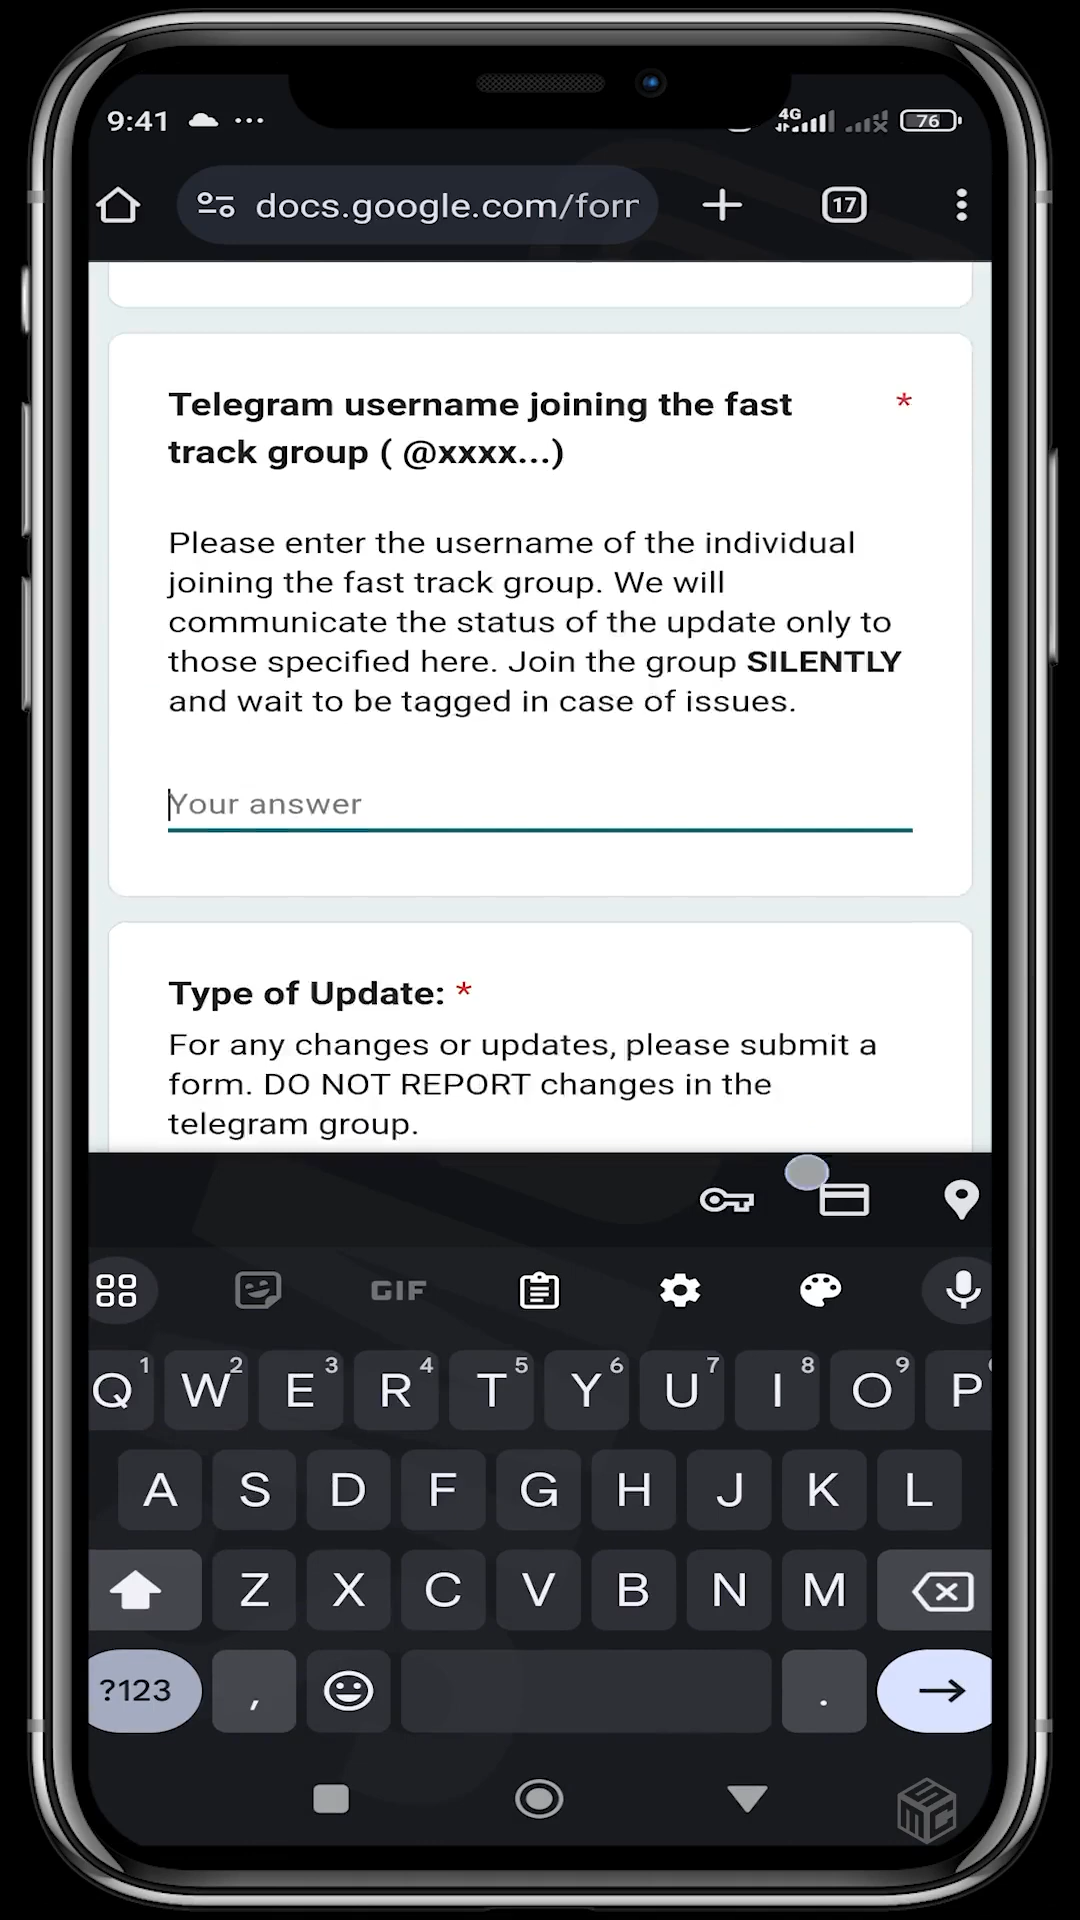 9:41
4G
76
docs.google.com/forr
17
Telegram username joining the fast *
track group ( @xxxx...)
Please enter the username of the individual
joining the fast track group. We will
communicate the status of the update only to
those specified here. Join the group SILENTLY
and wait to be tagged in case of issues.
Your answer
Type of Update: *
For any changes or updates, please submit a
form. DO NOT REPORT changes in the
telegram group.
GIF
Q1 W2 E3 R4 T5 Y6 U7 I8 O9 P
A S D F G H J K L
Z X C V B N M
?123 , .